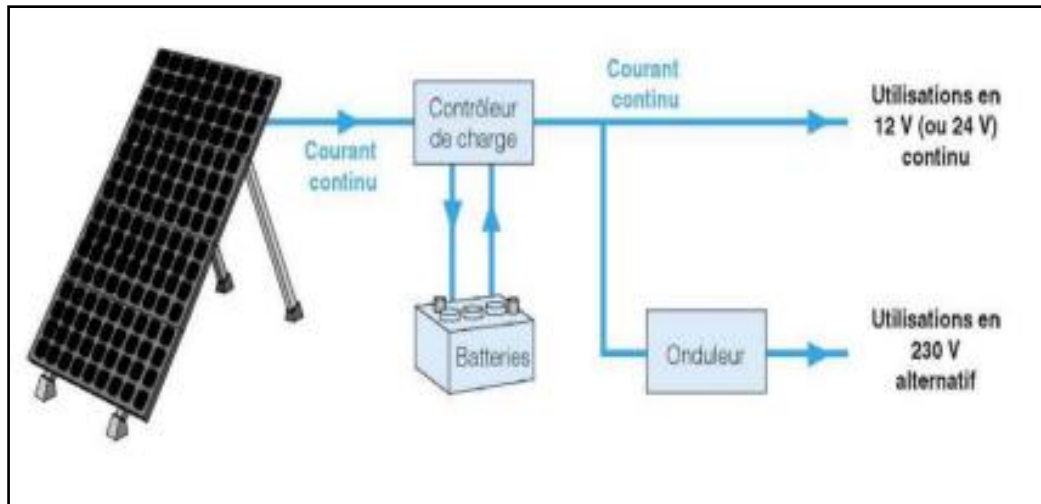 Courant
continu
Contrôleur
de charge
Courant
continu
Utilisations en
12 V (ou 24 V)
continu
Batteries
Onduleur
Utilisations en
230 V
alternatif